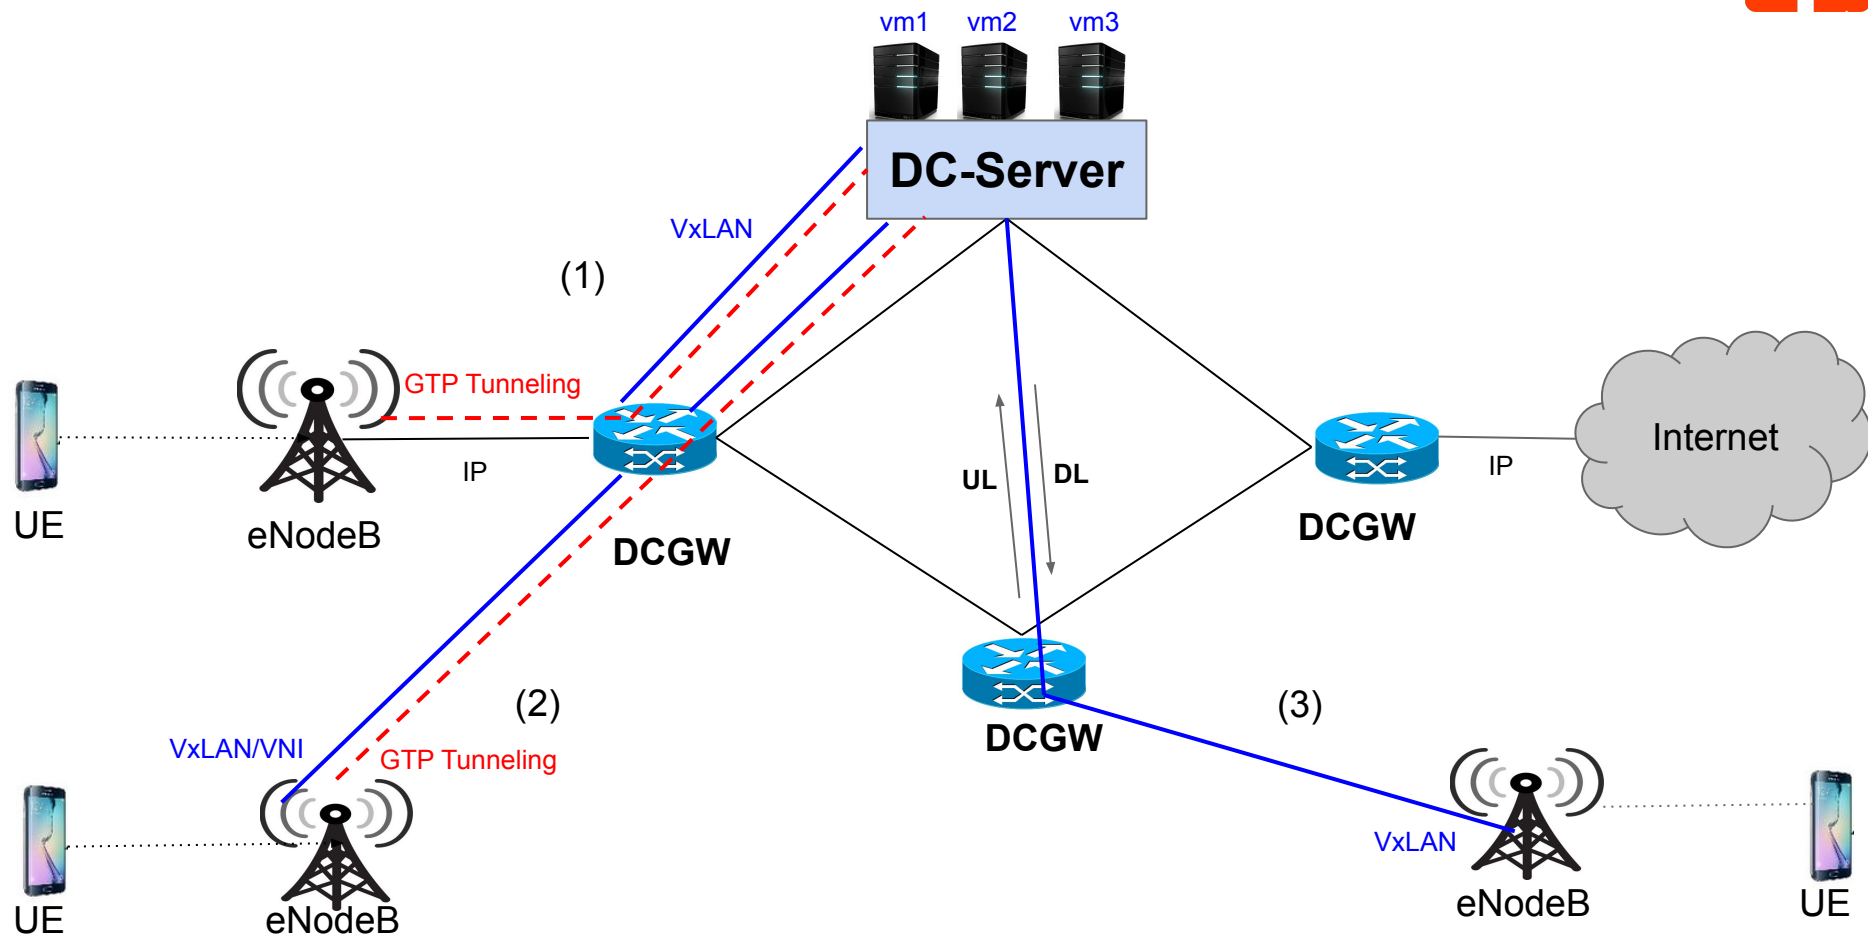 vm1 vm2 vm3
DC-Server
VxLAN
(1)
GTP Tunneling
IP
UE
eNodeB
DCGW
UL
DL
DCGW
IP
Internet
(2)
VxLAN/VNI
GTP Tunneling
UE
eNodeB
DCGW
(3)
VxLAN
eNodeB
UE